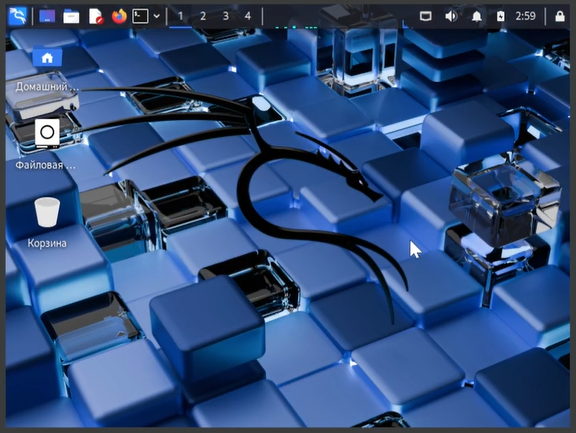 1 2 3 4
2:59
Домашний ...
Файловая ...
Корзина